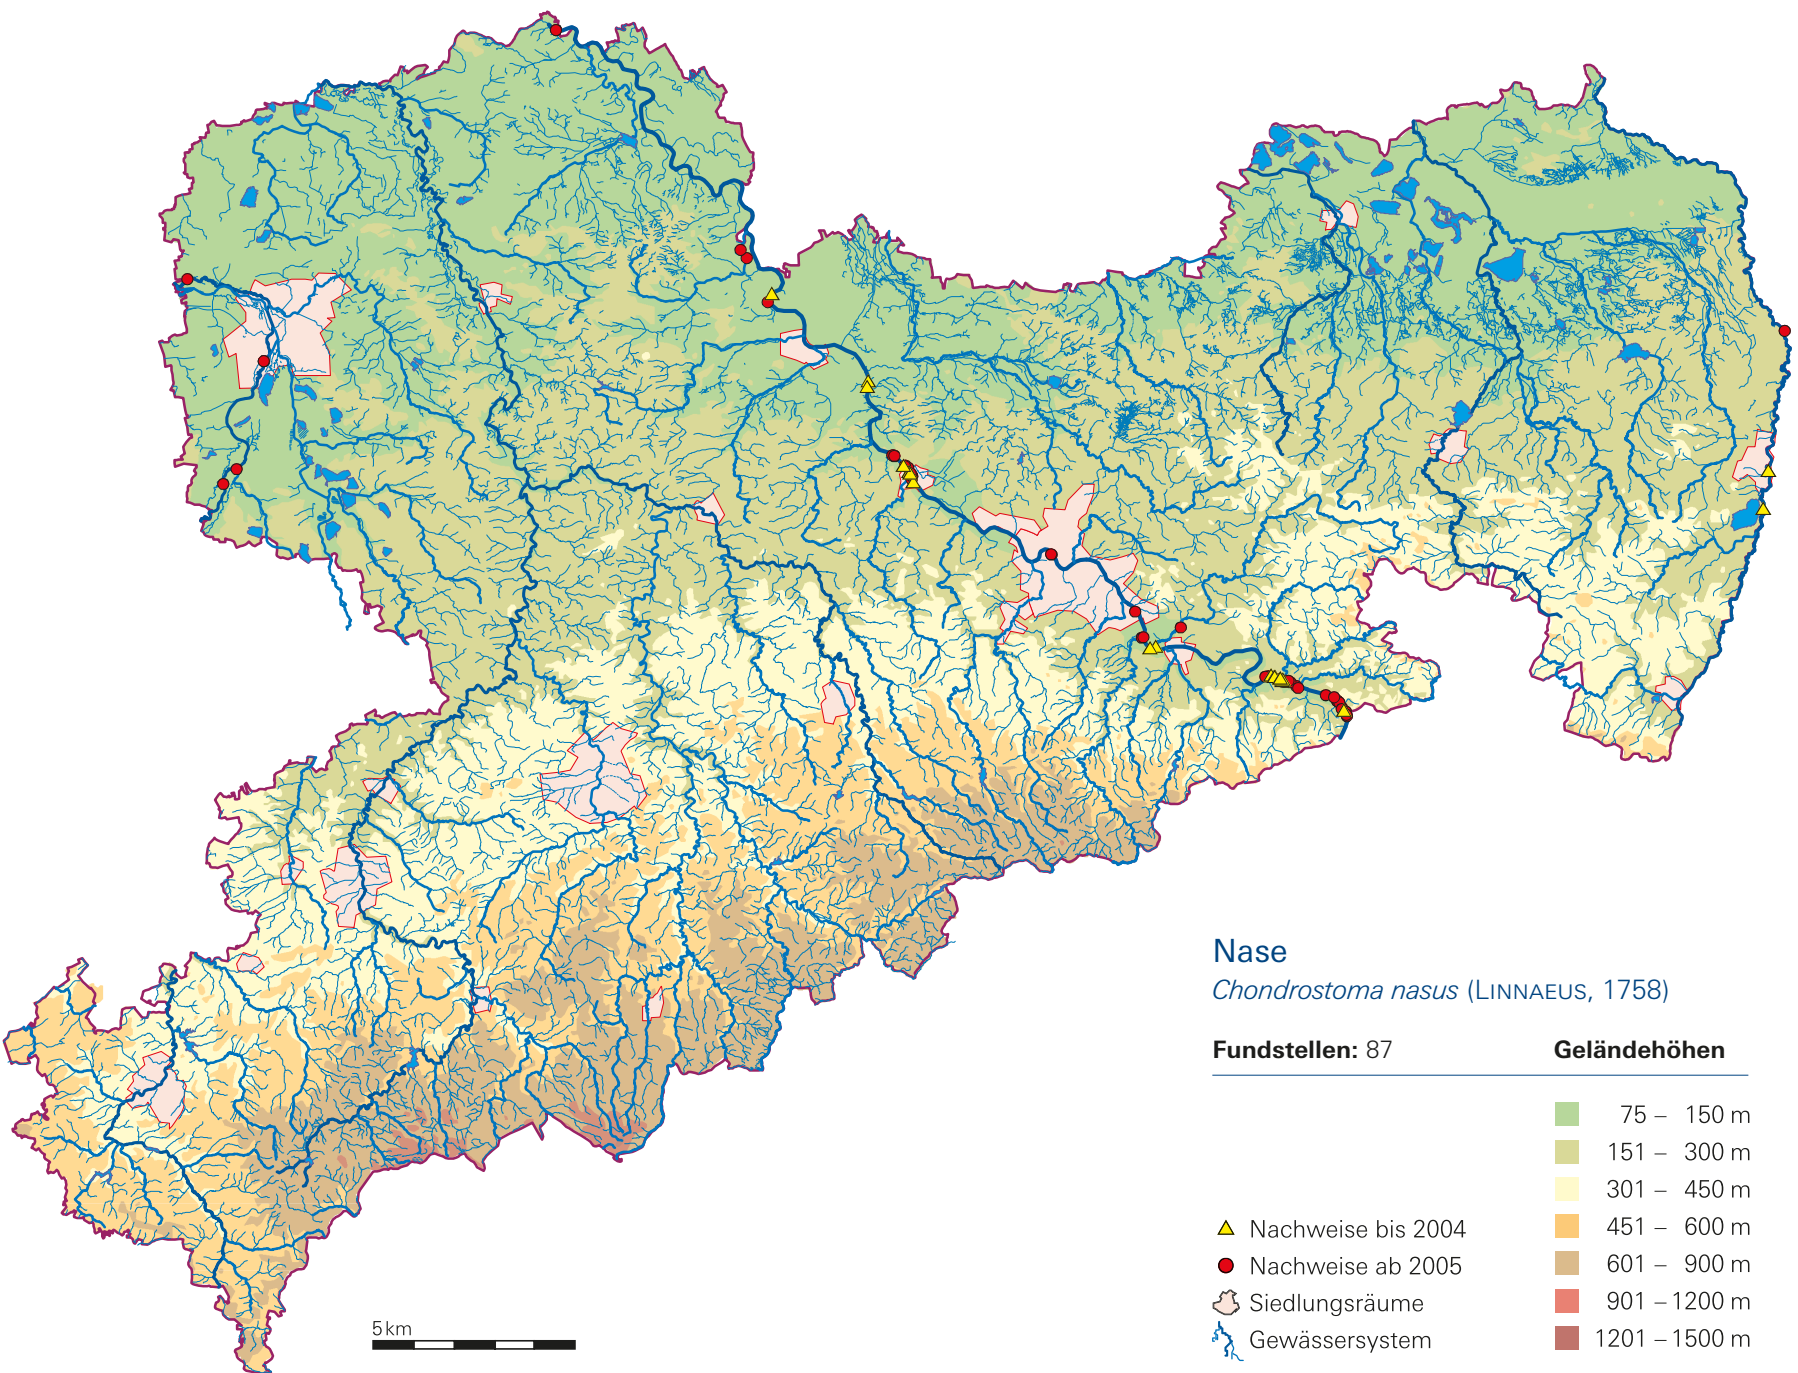 Nase
Chondrostoma nasus (LINNAEUS, 1758)
Fundstellen: 87
Geländehöhen
75 – 150 m
151 – 300 m
301 – 450 m
451 – 600 m
601 – 900 m
901 – 1200 m
1201 – 1500 m
Nachweise bis 2004
Nachweise ab 2005
Siedlungsräume
Gewässersystem
5 km